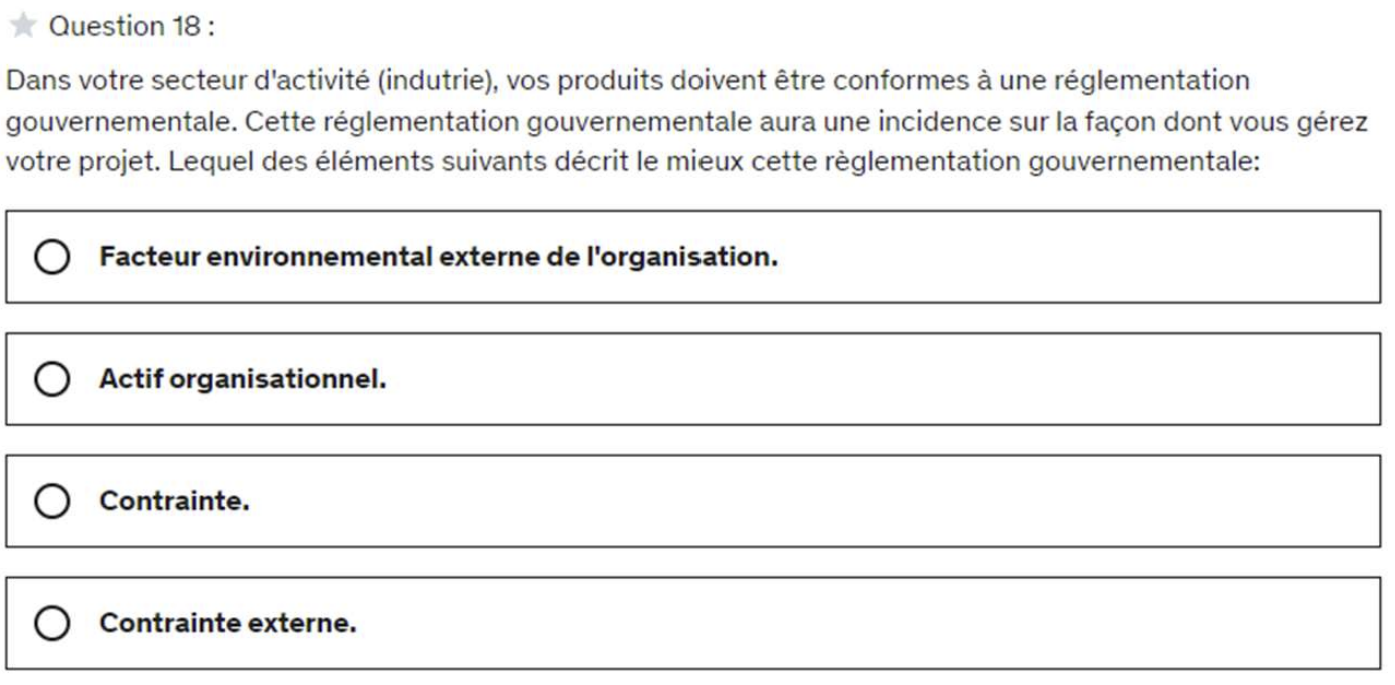 Question 18 :
Dans votre secteur d'activité (indutrie), vos produits doivent être conformes à une réglementation
gouvernementale. Cette réglementation gouvernementale aura une incidence sur la façon dont vous gérez
votre projet. Lequel des éléments suivants décrit le mieux cette règlementation gouvernementale:
Facteur environnemental externe de l'organisation.
Actif organisationnel.
Contrainte.
Contrainte externe.